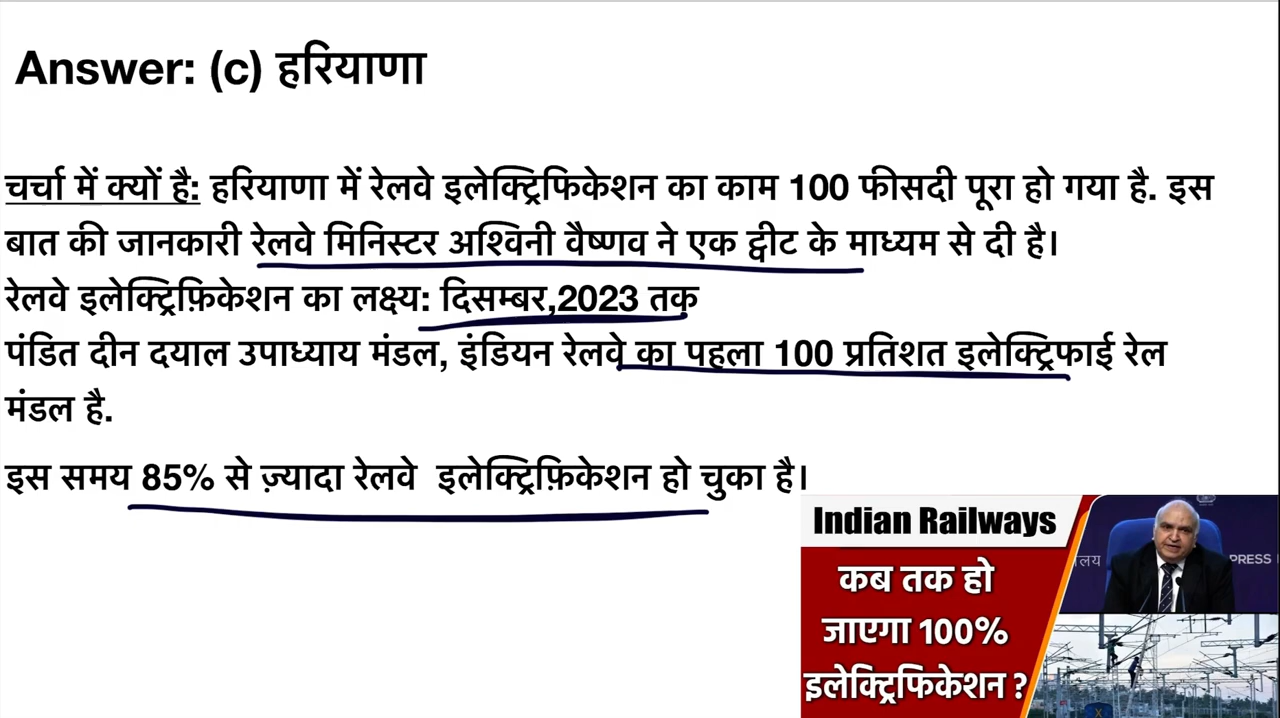 Answer: (c) हरियाणा
चर्चा में क्यों है: हरियाणा में रेलवे इलेक्ट्रिफिकेशन का काम 100 फीसदी पूरा हो गया है. इस
बात की जानकारी रेलवे मिनिस्टर अश्विनी वैष्णव ने एक ट्वीट के माध्यम से दी है।
रेलवे इलेक्ट्रिफ़िकेशन का लक्ष्य: दिसम्बर,2023 तक
पंडित दीन दयाल उपाध्याय मंडल, इंडियन रेलवे का पहला 100 प्रतिशत इलेक्ट्रिफाई रेल
मंडल है.
इस समय 85% से ज़्यादा रेलवे इलेक्ट्रिफ़िकेशन हो चुका है।
Indian Railways
कब तक हो
जाएगा 100%
इलेक्ट्रिफिकेशन ?
PRESS